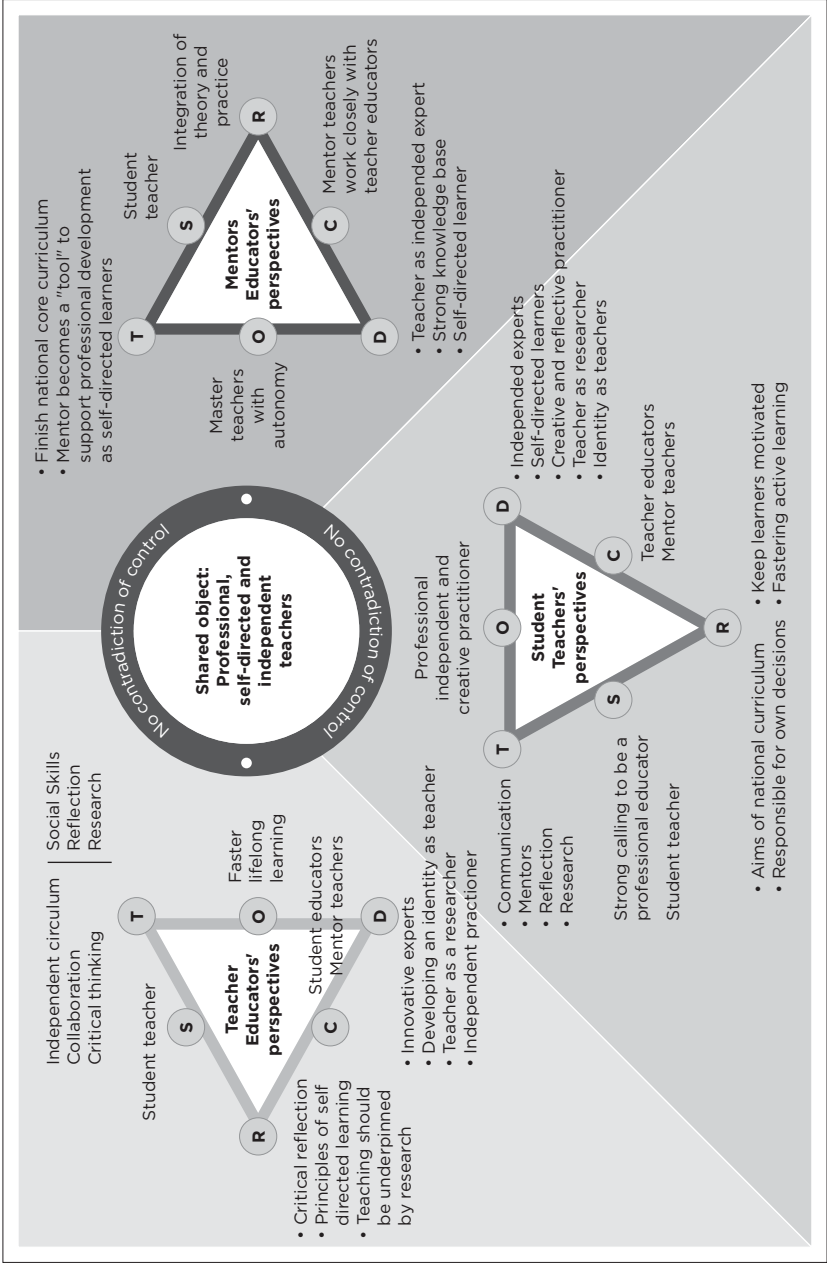 Independent circulum
Collaboration
Critical thinking
Social Skills
Reflection
Research
Student teacher
T
S
O
R
C
D
Teacher
Educators'
perspectives
Faster
lifelong
learning
Student educators
Mentor teachers
• Critical reflection
• Principles of self
directed learning
• Teaching should
be underpinned
by research
• Innovative experts
• Developing an identity as teacher
• Teacher as a researcher
• Independent practioner
No contradiction of control
Shared object:
Professional,
self-directed and
independent
teachers
No contradiction of control
• Finish national core curriculum
• Mentor becomes a "tool" to
support professional development
as self-directed learners
Student
teacher
Integration of
theory and
practice
T
S
O
R
C
D
Mentors
Educators'
perspectives
Master
teachers
with
autonomy
Mentor teachers
work closely with
teacher educators
• Teacher as independent expert
• Strong knowledge base
• Self-directed learner
Professional
independent and
creative practitioner
T
O
D
S
C
R
Student
Teachers'
perspectives
• Communication
• Mentors
• Reflection
• Research
• Independed experts
• Self-directed learners
• Creative and reflective practitioner
• Teacher as researcher
• Identity as teachers
Strong calling to be a
professional educator
Student teacher
Teacher educators
Mentor teachers
• Aims of national curriculum
• Responsible for own decisions
• Keep learners motivated
• Fastering active learning